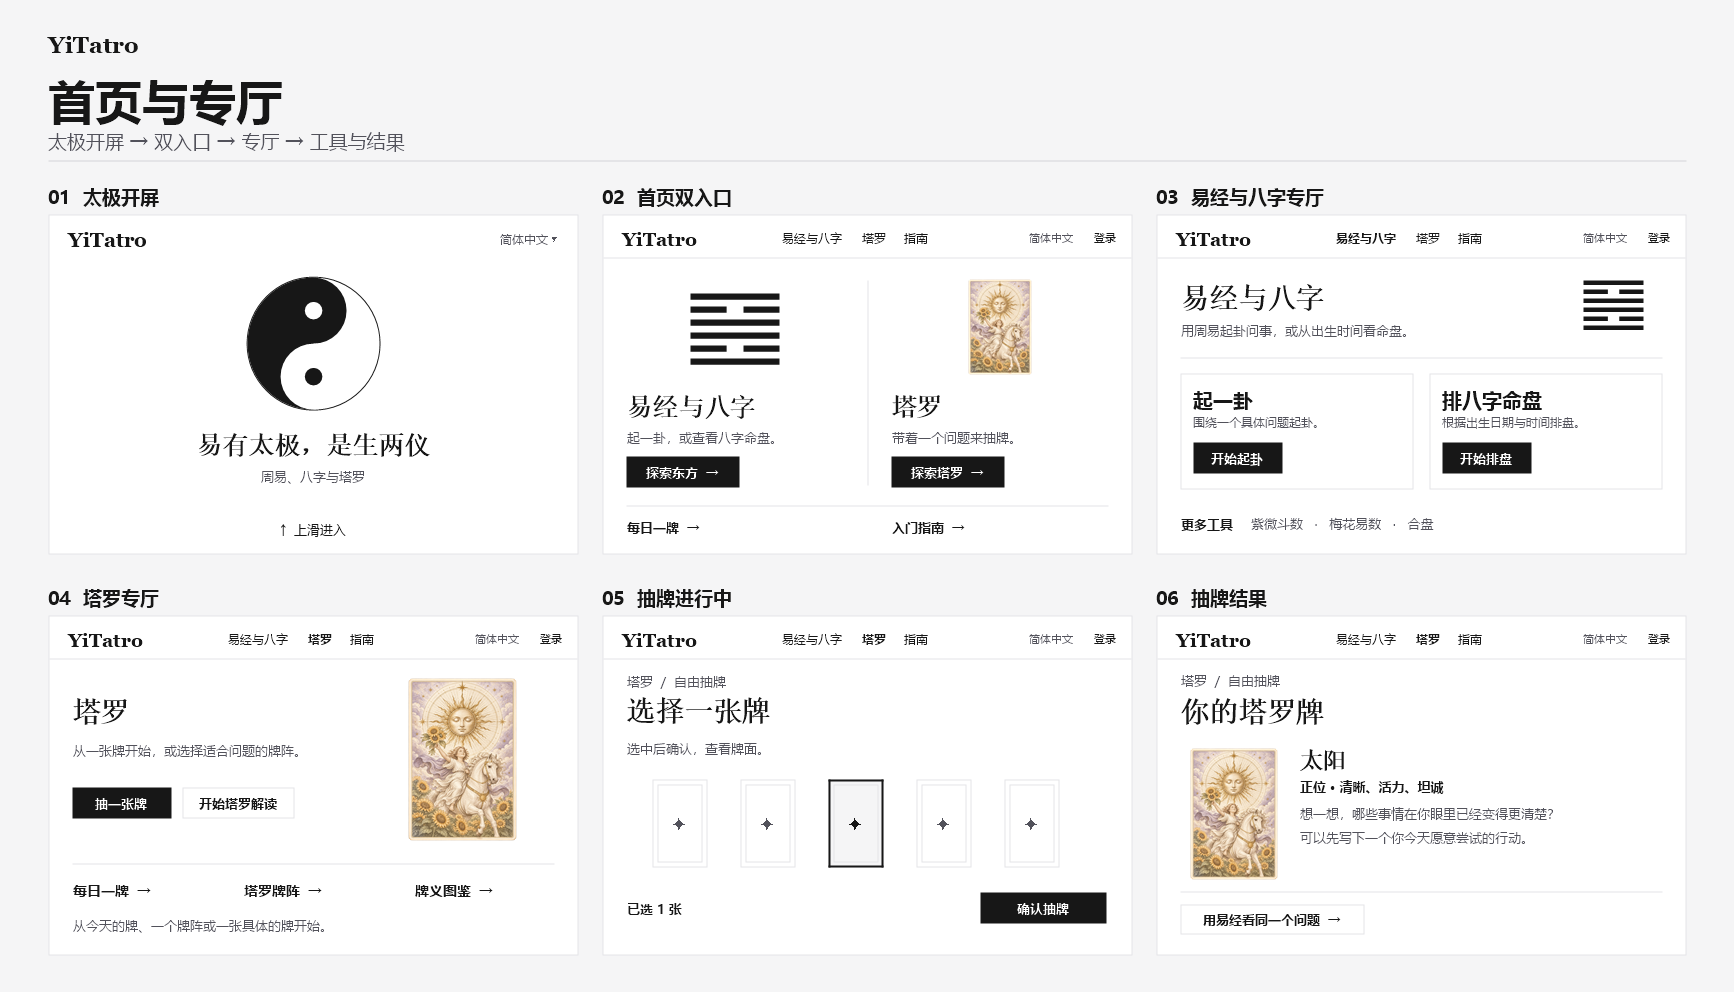 YiTatro
首页与专厅
太极开屏 → 双入口 → 专厅 → 工具与结果
01 太极开屏
YiTatro 简体中文
易有太极，是生两仪
周易、八字与塔罗
↑ 上滑进入
02 首页双入口
YiTatro 易经与八字 塔罗 指南 简体中文 登录
易经与八字
起一卦，或查看八字命盘。
探索东方 →
塔罗
带着一个问题来抽牌。
探索塔罗 →
每日一牌 →
入门指南 →
03 易经与八字专厅
YiTatro 易经与八字 塔罗 指南 简体中文 登录
易经与八字
用周易起卦问事，或从出生时间看命盘。
起一卦
围绕一个具体问题起卦。
开始起卦
排八字命盘
根据出生日期与时间排盘。
开始排盘
更多工具 紫微斗数 · 梅花易数 · 合盘
04 塔罗专厅
YiTatro 易经与八字 塔罗 指南 简体中文 登录
塔罗
从一张牌开始，或选择适合问题的牌阵。
抽一张牌 开始塔罗解读
每日一牌 → 塔罗牌阵 → 牌义图鉴 →
从今天的牌、一个牌阵或一张具体的牌开始。
05 抽牌进行中
YiTatro 易经与八字 塔罗 指南 简体中文 登录
塔罗 / 自由抽牌
选择一张牌
选中后确认，查看牌面。
已选 1 张 确认抽牌
06 抽牌结果
YiTatro 易经与八字 塔罗 指南 简体中文 登录
塔罗 / 自由抽牌
你的塔罗牌
太阳
正位 • 清晰、活力、坦诚
想一想，哪些事情在你眼里已经变得更清楚？
可以先写下一个你今天愿意尝试的行动。
用易经看同一个问题 →